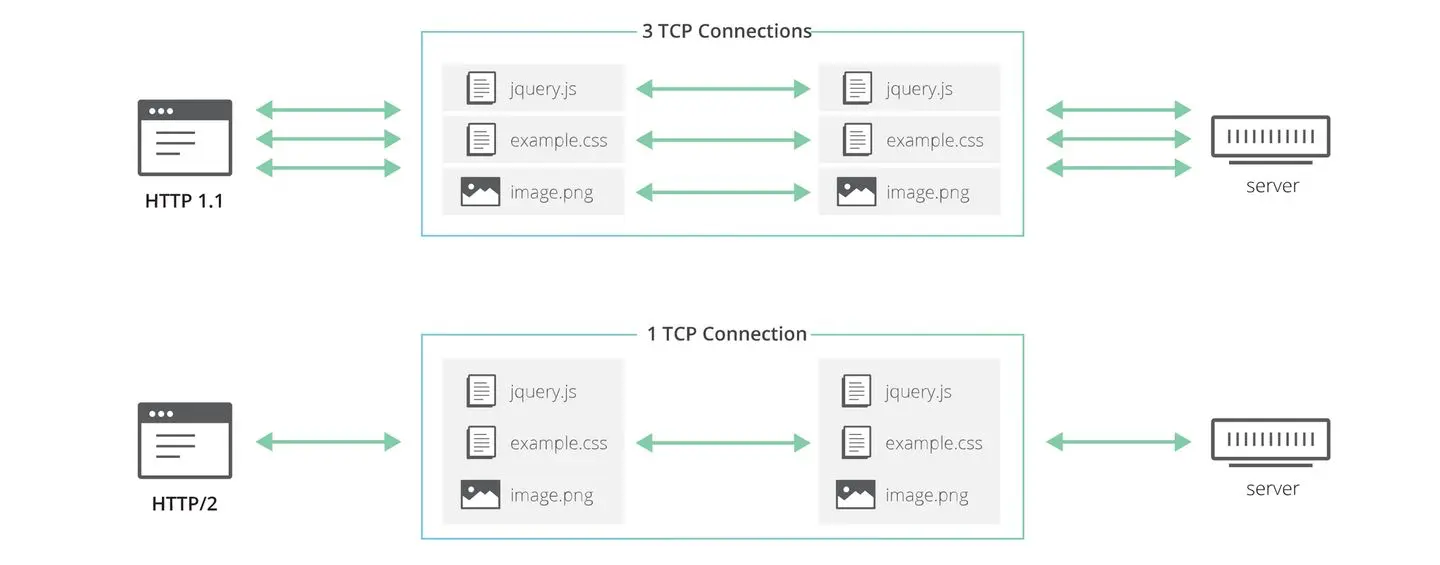 3 TCP Connections
jquery.js jquery.js
example.css example.css
image.png image.png
HTTP 1.1
server
1 TCP Connection
jquery.js jquery.js
example.css example.css
image.png image.png
HTTP/2
server